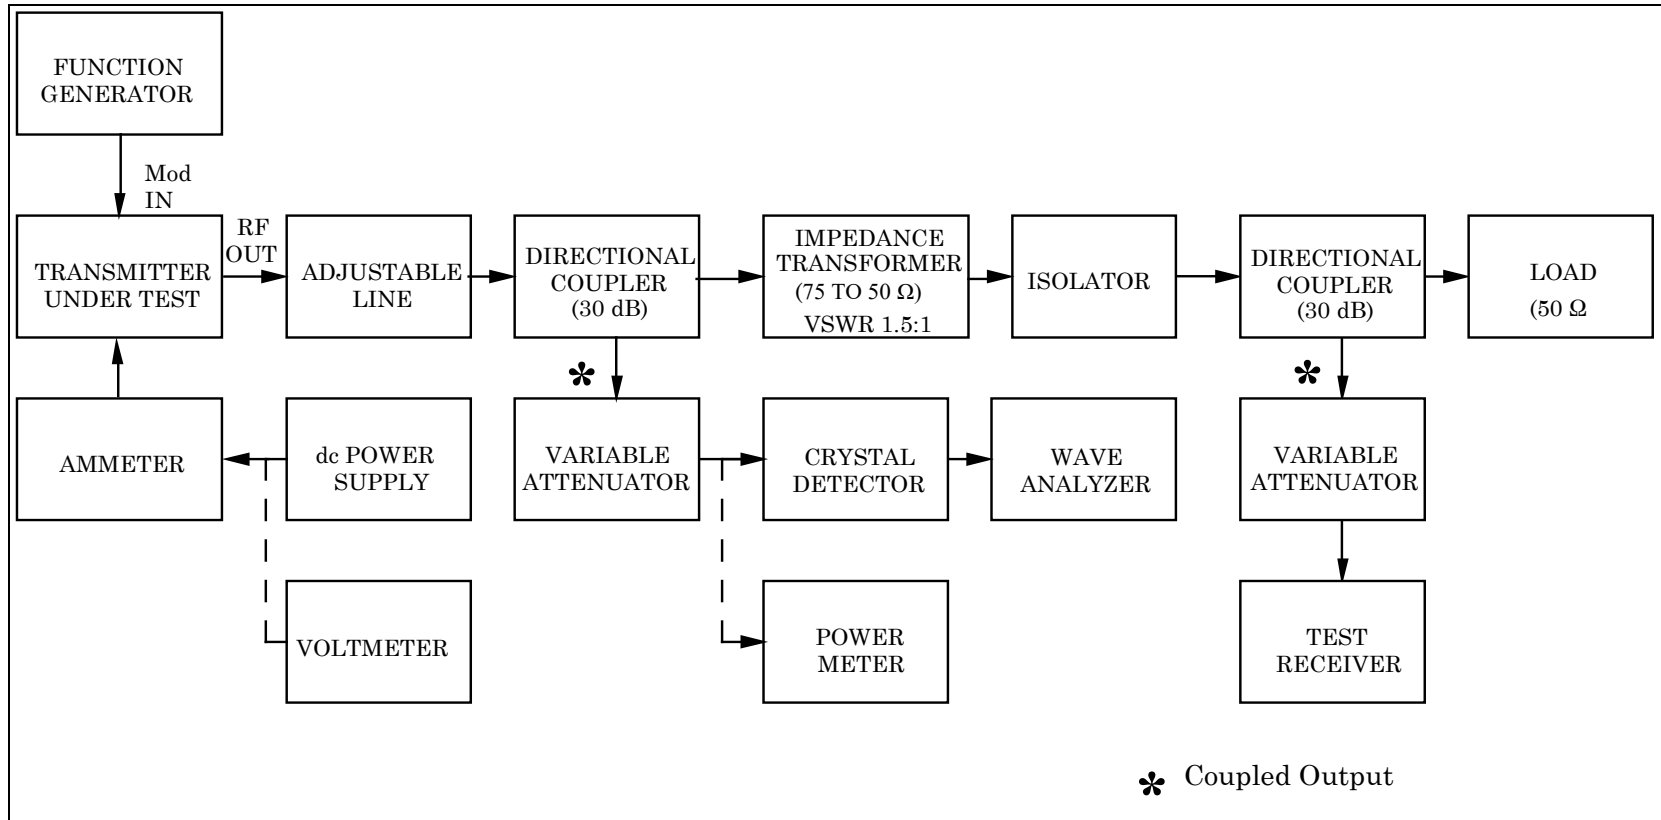 FUNCTION
GENERATOR
Mod
IN
RF
OUT
TRANSMITTER
UNDER TEST
ADJUSTABLE
LINE
DIRECTIONAL
COUPLER
(30 dB)
IMPEDANCE
TRANSFORMER
(75 TO 50 Ω)
VSWR 1.5:1
ISOLATOR
DIRECTIONAL
COUPLER
(30 dB)
LOAD
(50 Ω
*
*
AMMETER
dc POWER
SUPPLY
VARIABLE
ATTENUATOR
CRYSTAL
DETECTOR
WAVE
ANALYZER
VARIABLE
ATTENUATOR
VOLTMETER
POWER
METER
TEST
RECEIVER
* Coupled Output